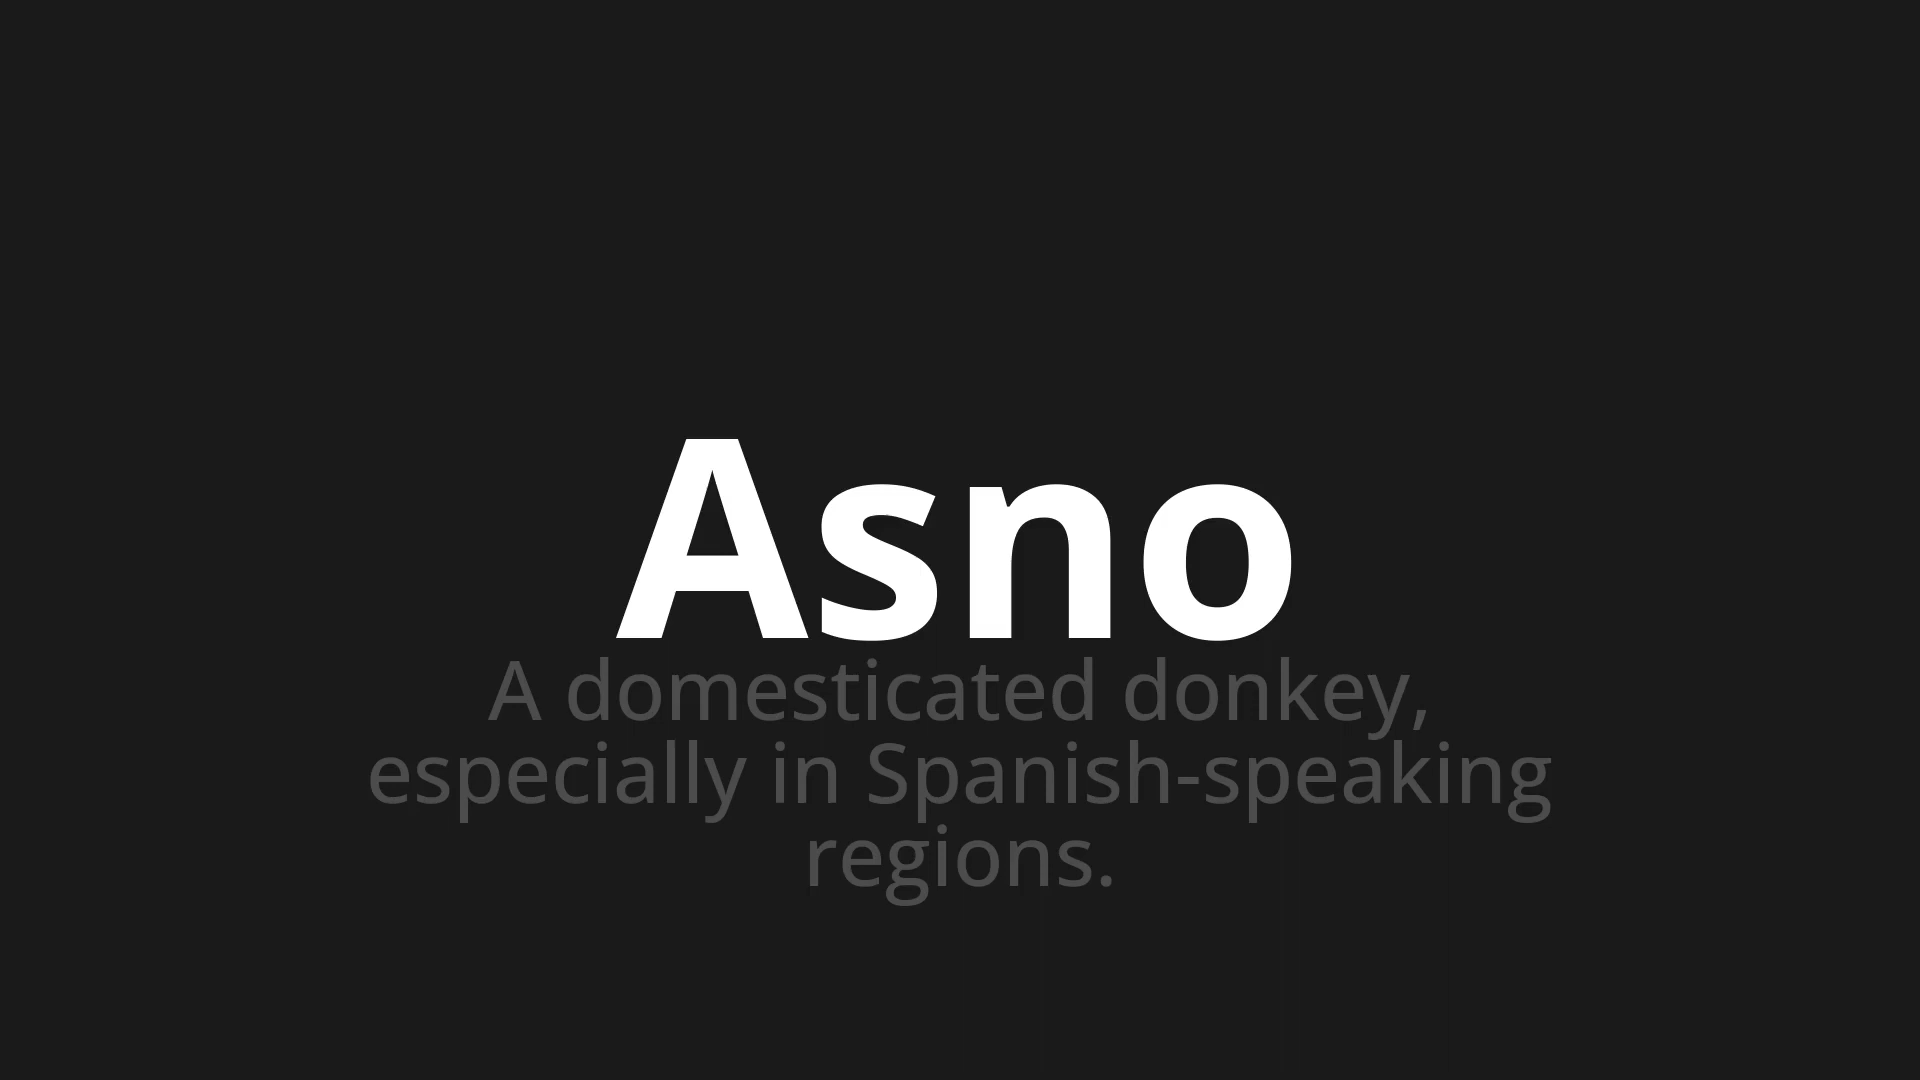 Asno
A domesticated donkey,
especially in Spanish-speaking
regions.